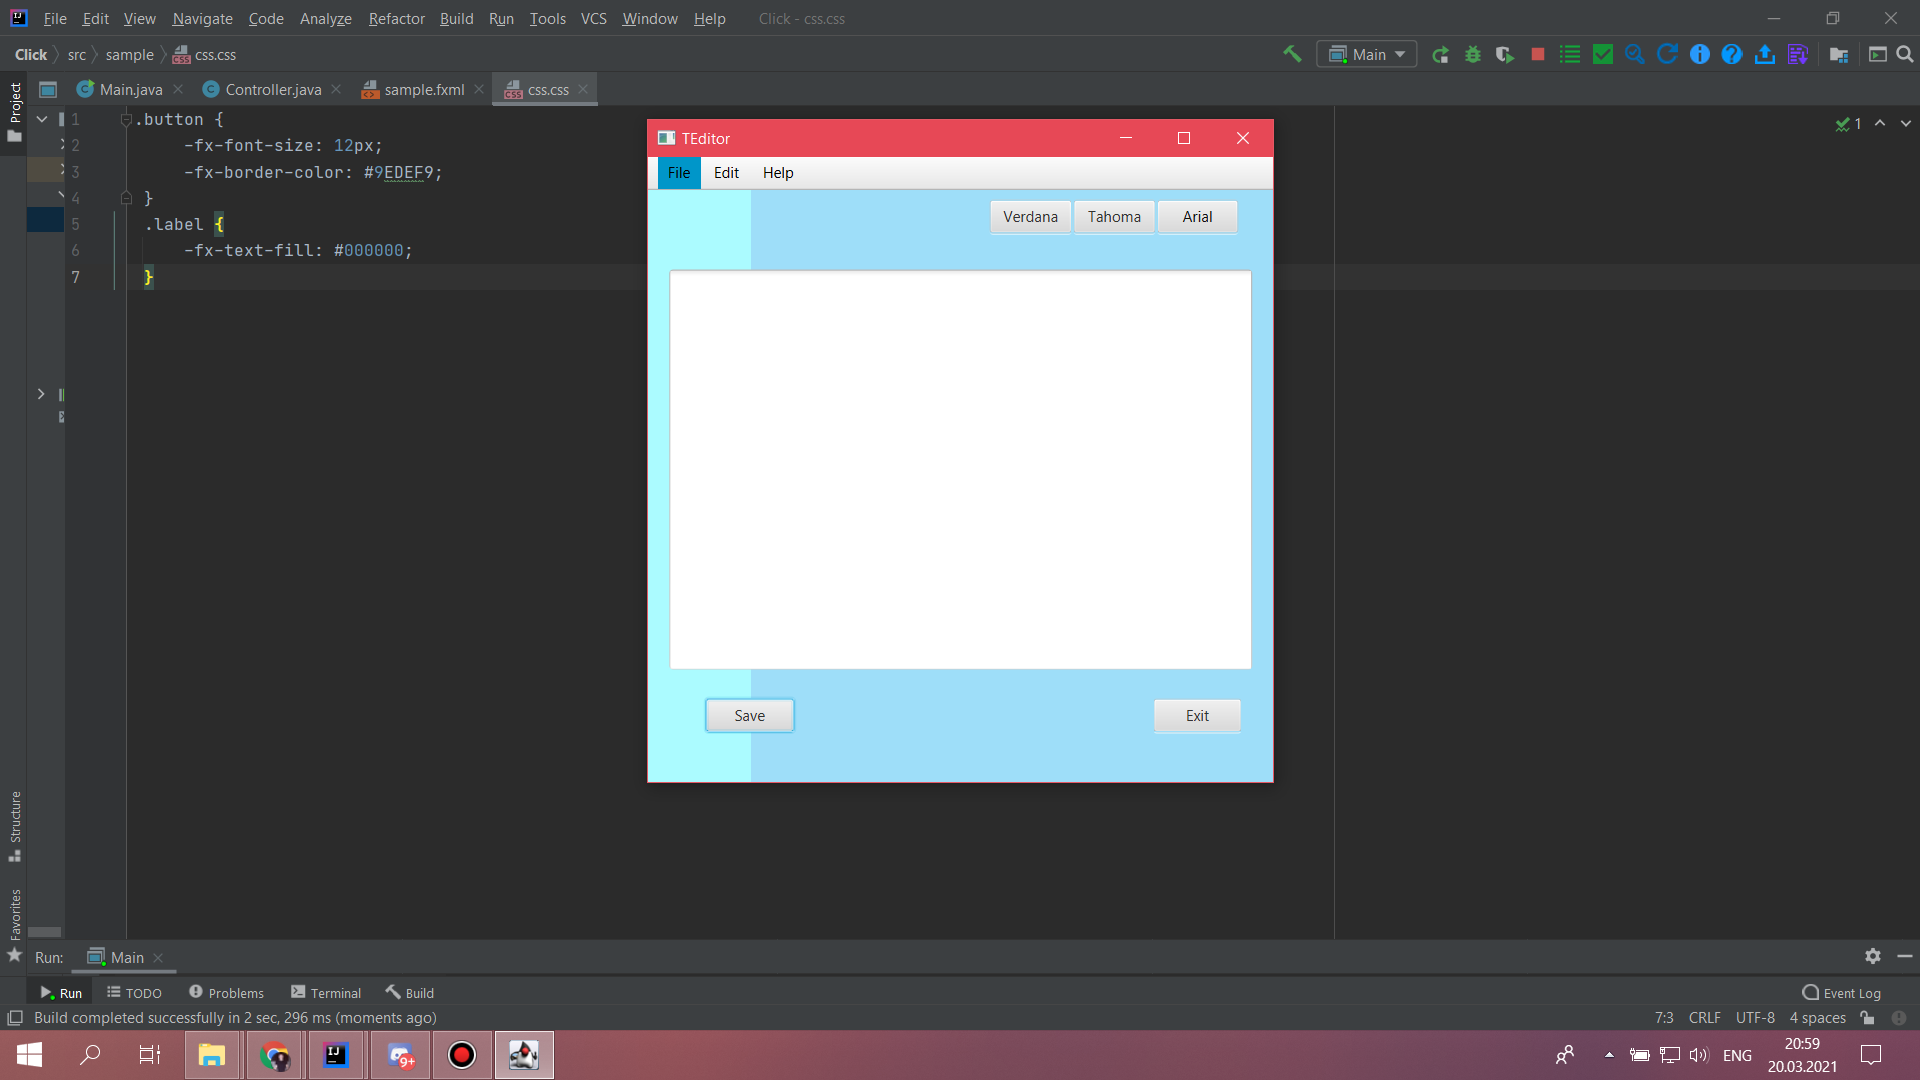 File Edit View Navigate Code Analyze Refactor Build Run Tools VCS Window Help Click - css.css
Click src sample css.css Main
Project Main.java Controller.java sample.fxml css.css
1 .button {
2 -fx-font-size: 12px;
3 -fx-border-color: #9EDEF9;
4 }
5 .label {
6 -fx-text-fill: #000000;
7 }
1
TEditor
File Edit Help
Verdana Tahoma Arial
Save Exit
Structure
Favorites
Run: Main
Run TODO Problems Terminal Build Event Log
Build completed successfully in 2 sec, 296 ms (moments ago) 7:3 CRLF UTF-8 4 spaces
9+ ENG 20:59
20.03.2021